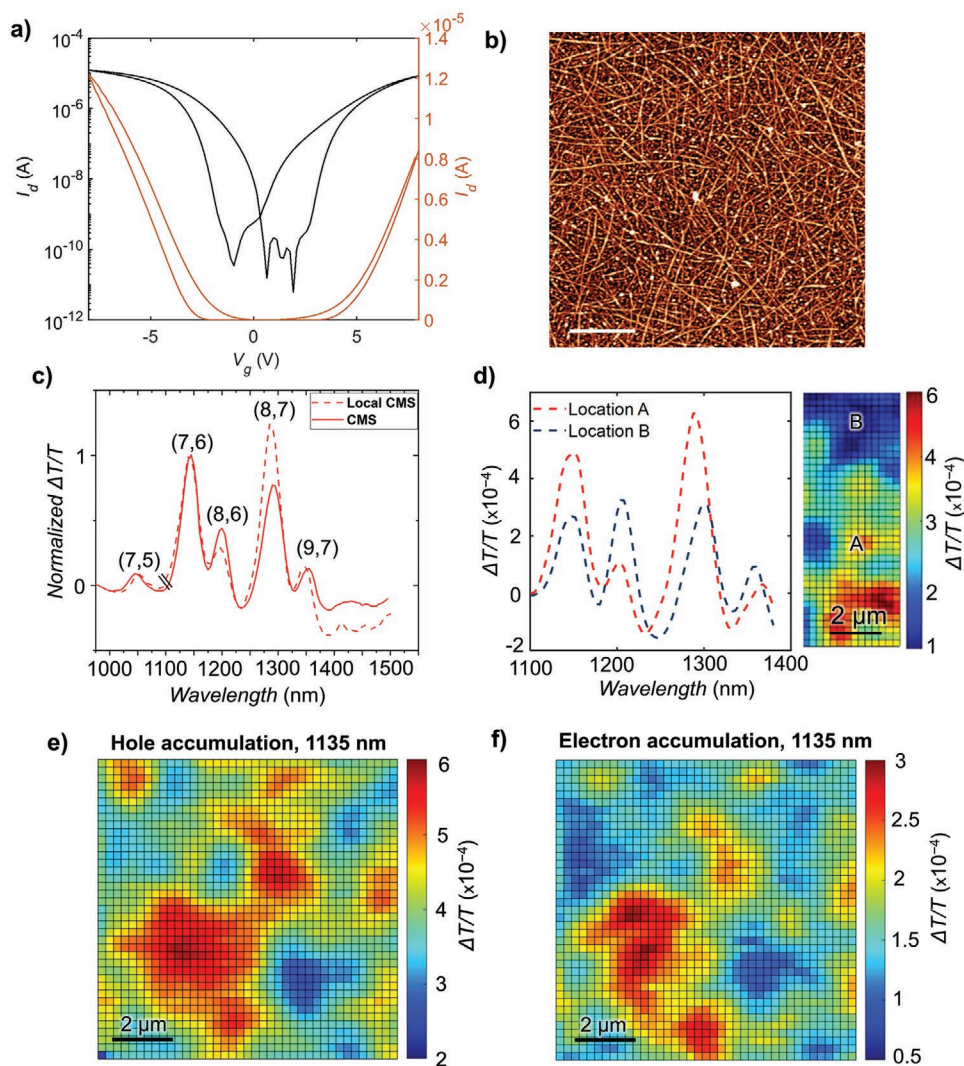 a)
10⁻⁴
10⁻⁶
10⁻⁸
10⁻¹⁰
10⁻¹²
I_d (A)
-5
0
5
V_g (V)
×10⁻⁵
1.4
1.2
1
0.8
0.6
0.4
0.2
0
I_d (A)
b)
c)
Normalized ΔT/T
1
0
(7,5)
(7,6)
(8,6)
(8,7)
(9,7)
Local CMS
CMS
1000
1100
1200
1300
1400
1500
Wavelength (nm)
d)
ΔT/T (×10⁻⁴)
6
4
2
0
-2
Location A
Location B
1100
1200
1300
1400
Wavelength (nm)
B
A
2 μm
6
5
4
3
2
1
ΔT/T (×10⁻⁴)
e)
Hole accumulation, 1135 nm
2 μm
6
5
4
3
2
ΔT/T (×10⁻⁴)
f)
Electron accumulation, 1135 nm
2 μm
3
2.5
2
1.5
1
0.5
ΔT/T (×10⁻⁴)